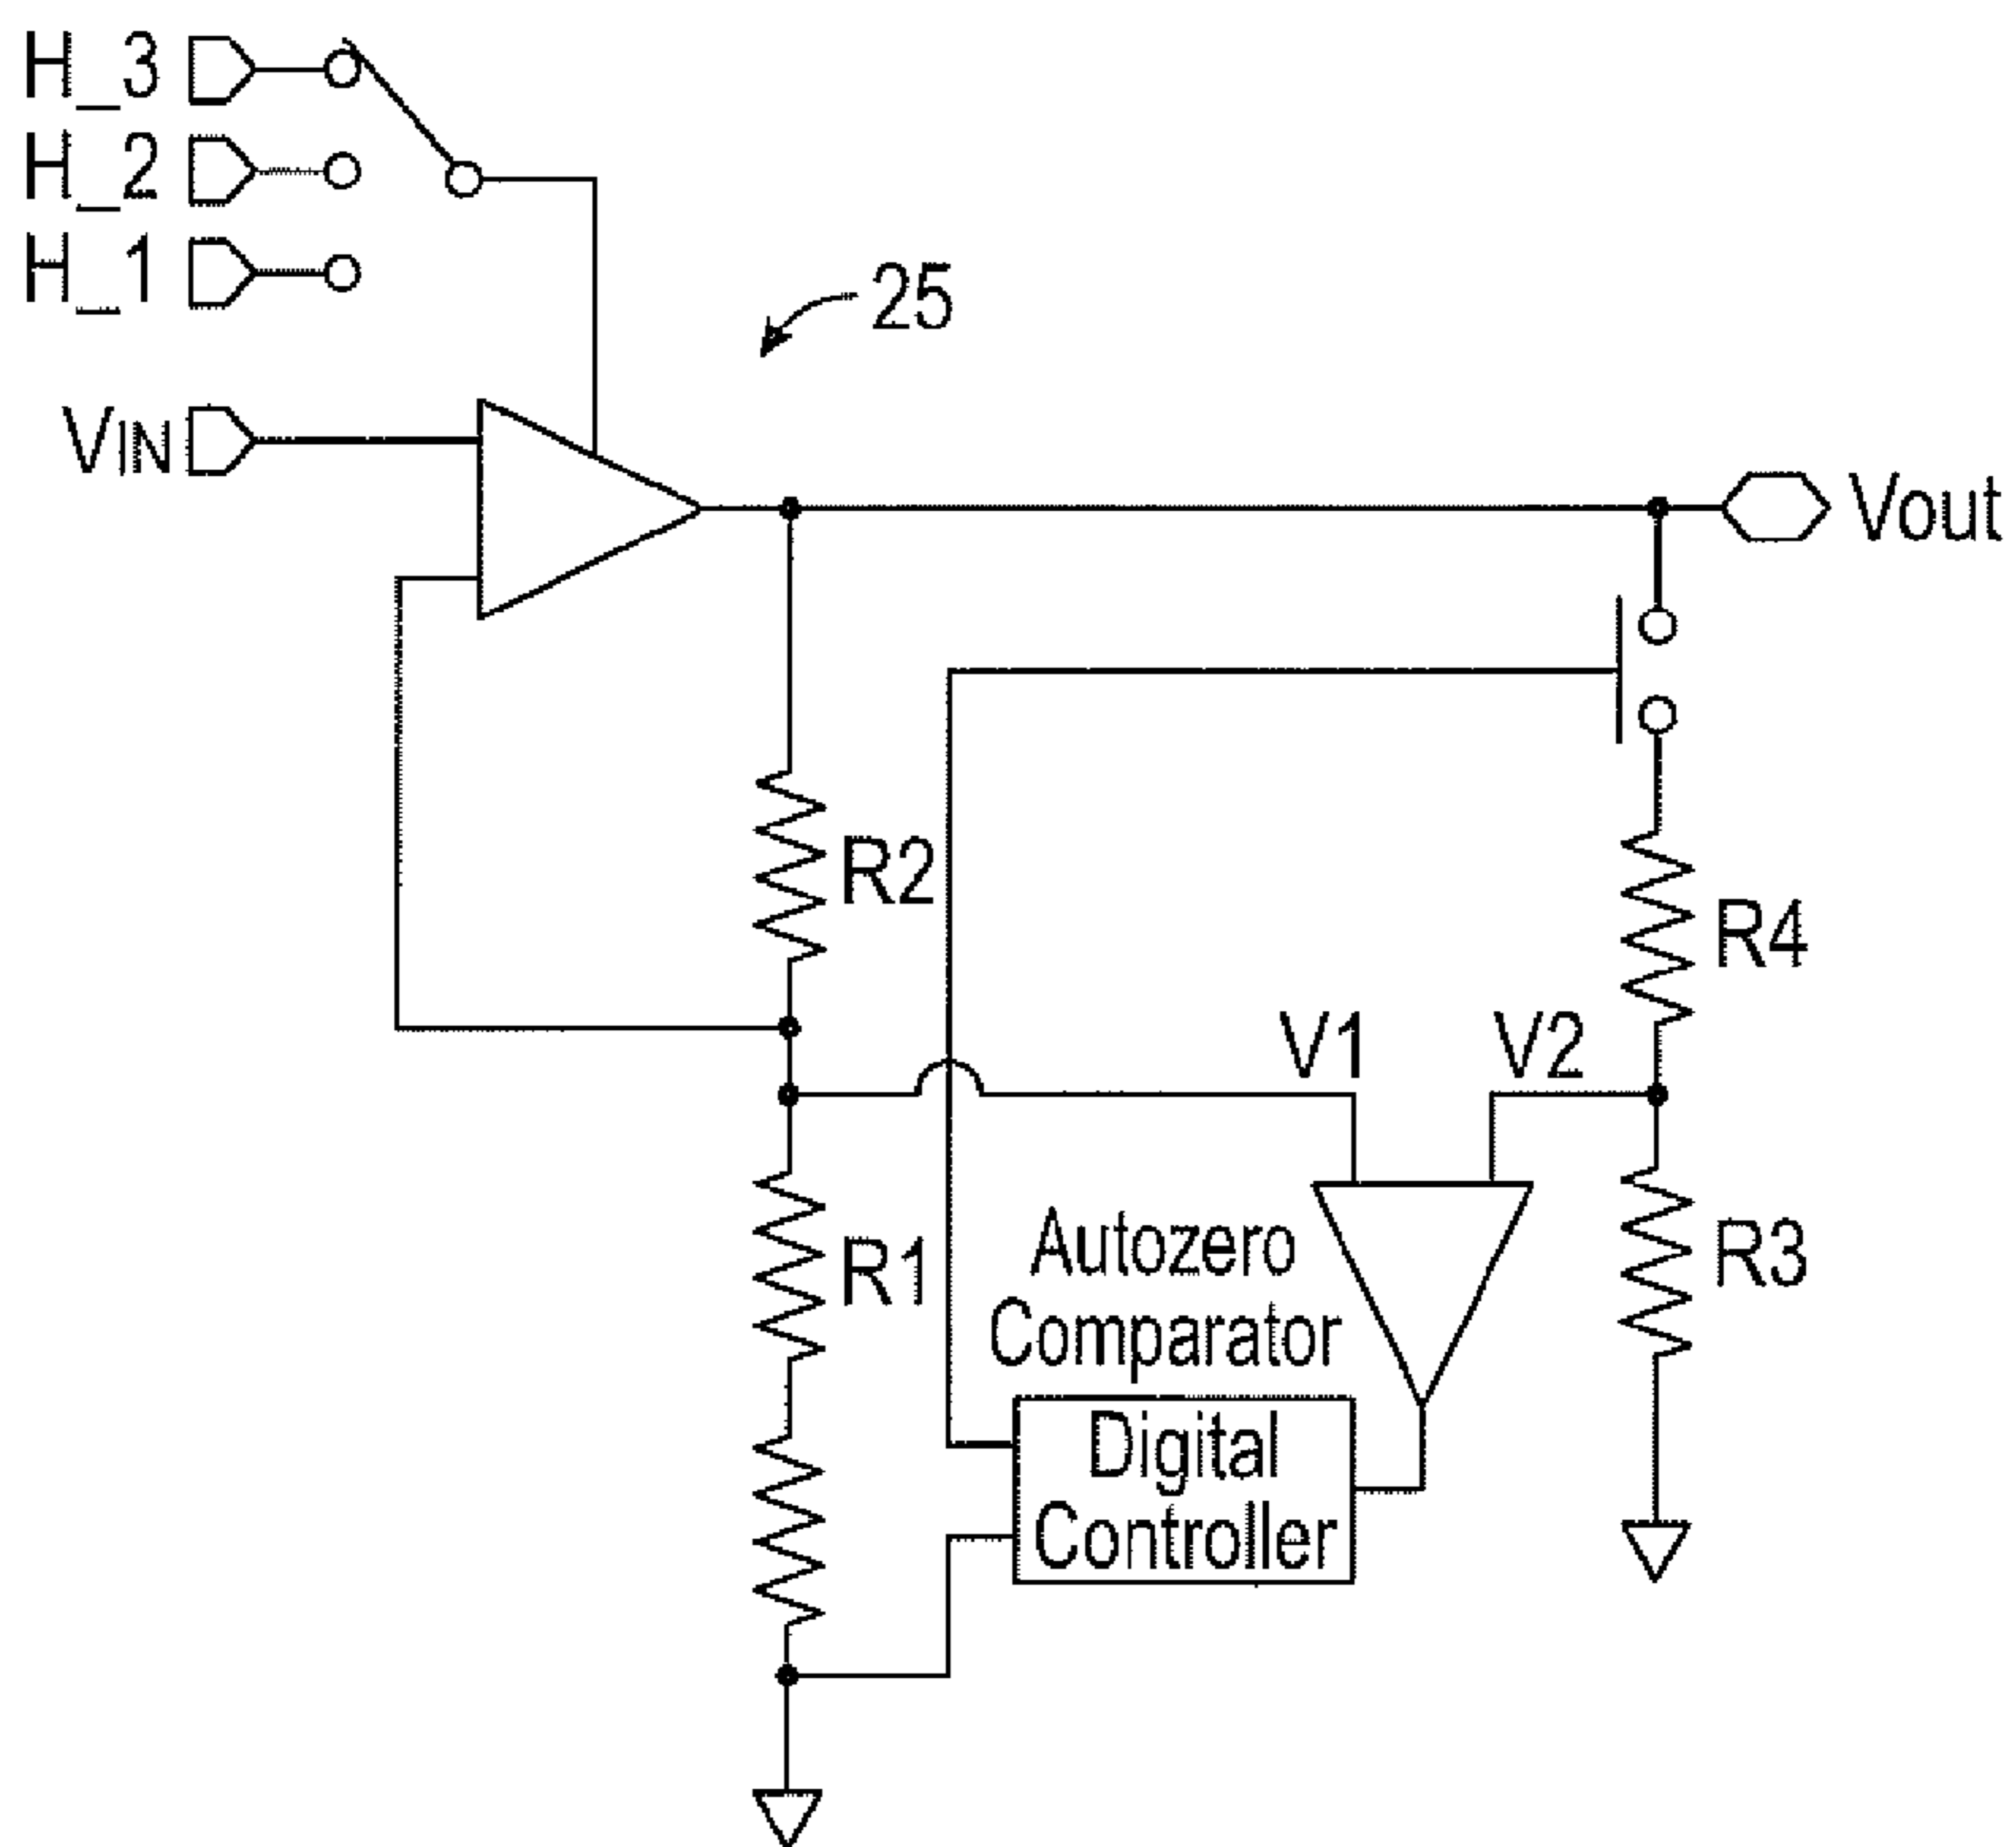 H_3
H_2
H_1
25
VIN
Vout
R2
R4
V1
V2
R1
Autozero
Comparator
R3
Digital
Controller